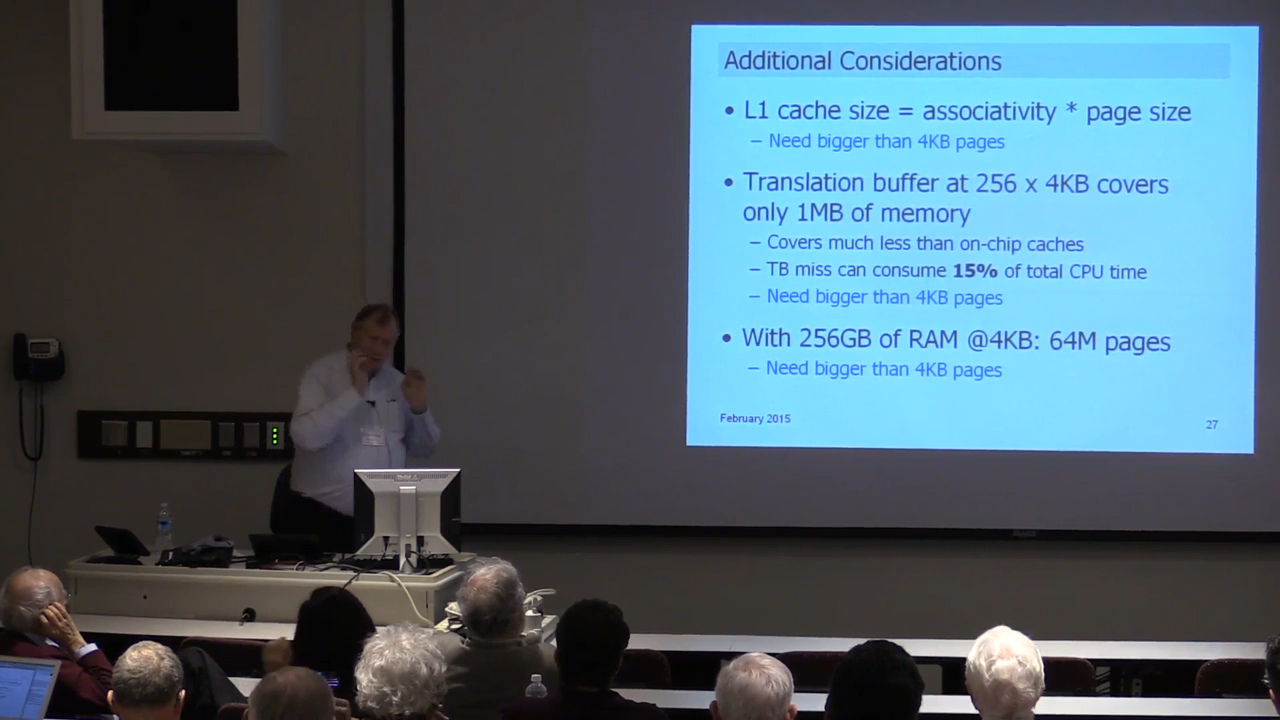 Additional Considerations
• L1 cache size = associativity * page size
– Need bigger than 4KB pages
• Translation buffer at 256 x 4KB covers
only 1MB of memory
– Covers much less than on-chip caches
– TB miss can consume 15% of total CPU time
– Need bigger than 4KB pages
• With 256GB of RAM @4KB: 64M pages
– Need bigger than 4KB pages
February 2015
27